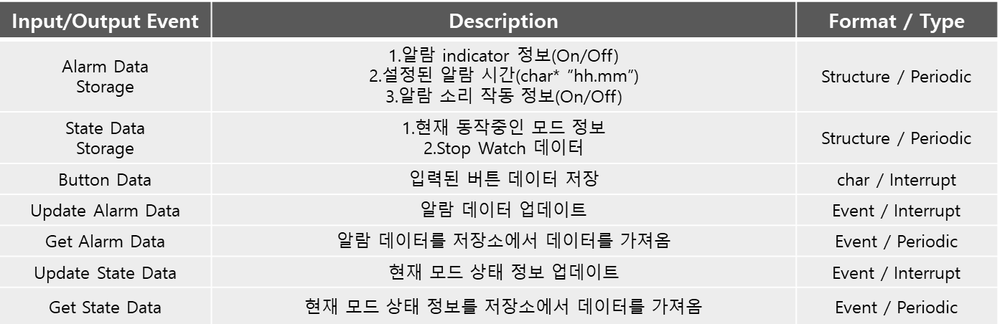 Input/Output Event Description Format / Type
Alarm Data
Storage
1.알람 indicator 정보(On/Off)
2.설정된 알람 시간(char* ”hh.mm”)
3.알람 소리 작동 정보(On/Off)
Structure / Periodic
State Data
Storage
1.현재 동작중인 모드 정보
2.Stop Watch 데이터
Structure / Periodic
Button Data 입력된 버튼 데이터 저장 char / Interrupt
Update Alarm Data 알람 데이터 업데이트 Event / Interrupt
Get Alarm Data 알람 데이터를 저장소에서 데이터를 가져옴 Event / Periodic
Update State Data 현재 모드 상태 정보 업데이트 Event / Interrupt
Get State Data 현재 모드 상태 정보를 저장소에서 데이터를 가져옴 Event / Periodic